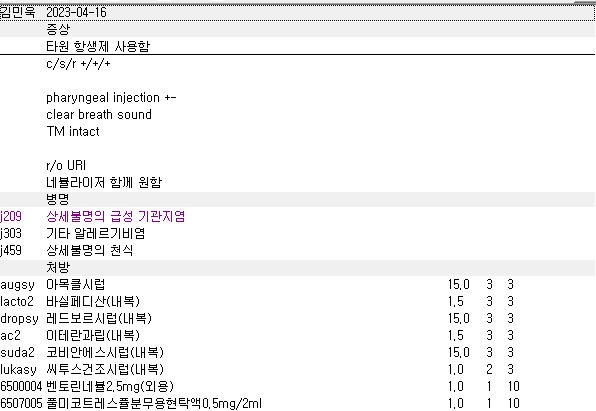 김민욱 2023-04-16
증상
타원 항생제 사용함
c/s/r +/+/+
pharyngeal injection +-
clear breath sound
TM intact
r/o URI
네뷸라이저 함께 원함
병명
j209 상세불명의 급성 기관지염
j303 기타 알레르기비염
j459 상세불명의 천식
처방
augsy 아목클시럽 15.0 3 3
lacto2 바실페디산(내복) 1.5 3 3
dropsy 레드보르시럽(내복) 15.0 3 3
ac2 이테란과립(내복) 1.5 3 3
suda2 코비안에스시럽(내복) 15.0 3 3
lukasy 씨투스건조시럽(내복) 1.0 2 3
6500004 벤토린네뷸2.5mg(외용) 1.0 1 10
6507005 풀미코트레스퓰분무용현탁액0.5mg/2ml 1.0 1 10